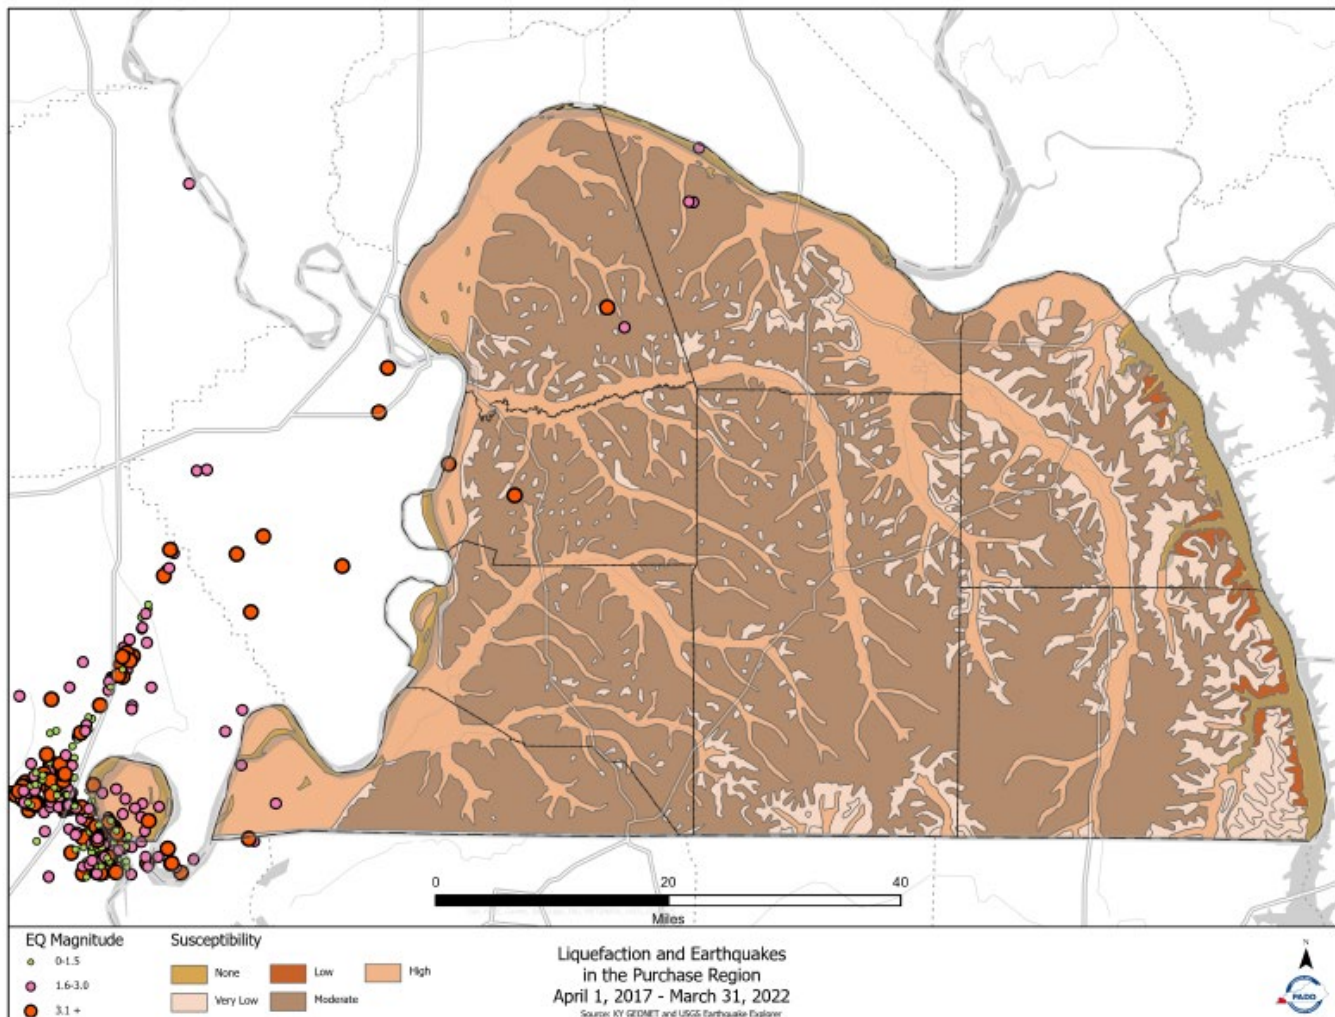 0
20
40
Miles
EQ Magnitude
0-1.5
1.6-3.0
3.1 +
Susceptibility
None
Low
High
Very Low
Moderate
Liquefaction and Earthquakes
in the Purchase Region
April 1, 2017 - March 31, 2022
Source: KY GEONET and USGS Earthquake Explorer
N
PADD